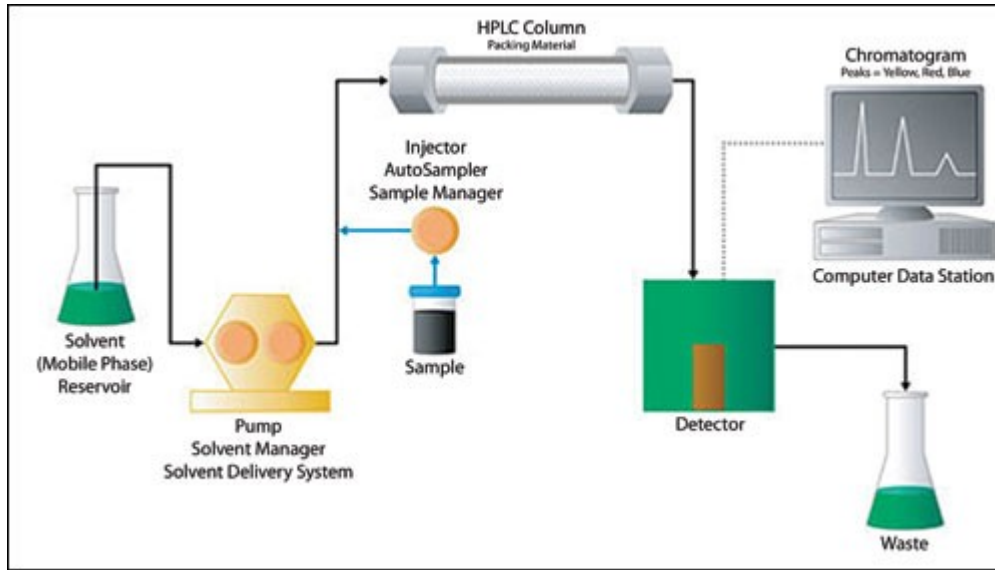 HPLC Column
Packing Material
Chromatogram
Peaks = Yellow, Red, Blue
Injector
AutoSampler
Sample Manager
Solvent
(Mobile Phase)
Reservoir
Sample
Pump
Solvent Manager
Solvent Delivery System
Detector
Computer Data Station
Waste